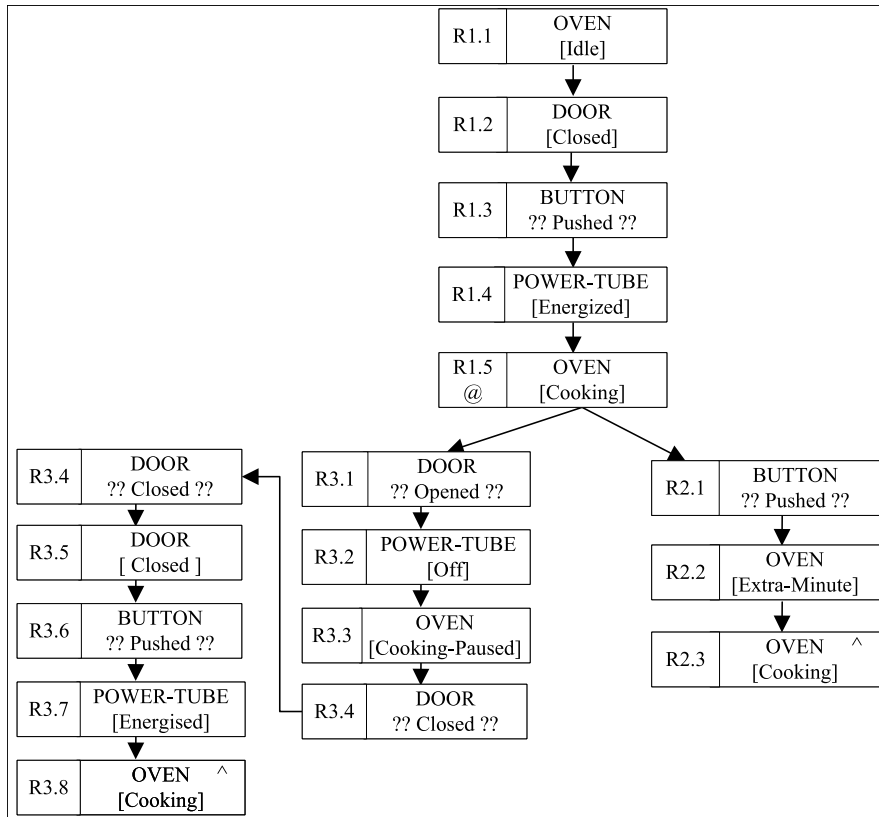 R1.1
OVEN
[Idle]
R1.2
DOOR
[Closed]
R1.3
BUTTON
?? Pushed ??
R1.4
POWER-TUBE
[Energized]
R1.5
@
OVEN
[Cooking]
R3.4
DOOR
?? Closed ??
R3.5
DOOR
[ Closed ]
R3.6
BUTTON
?? Pushed ??
R3.7
POWER-TUBE
[Energised]
R3.8
OVEN ^
[Cooking]
R3.1
DOOR
?? Opened ??
R3.2
POWER-TUBE
[Off]
R3.3
OVEN
[Cooking-Paused]
R3.4
DOOR
?? Closed ??
R2.1
BUTTON
?? Pushed ??
R2.2
OVEN
[Extra-Minute]
R2.3
OVEN ^
[Cooking]